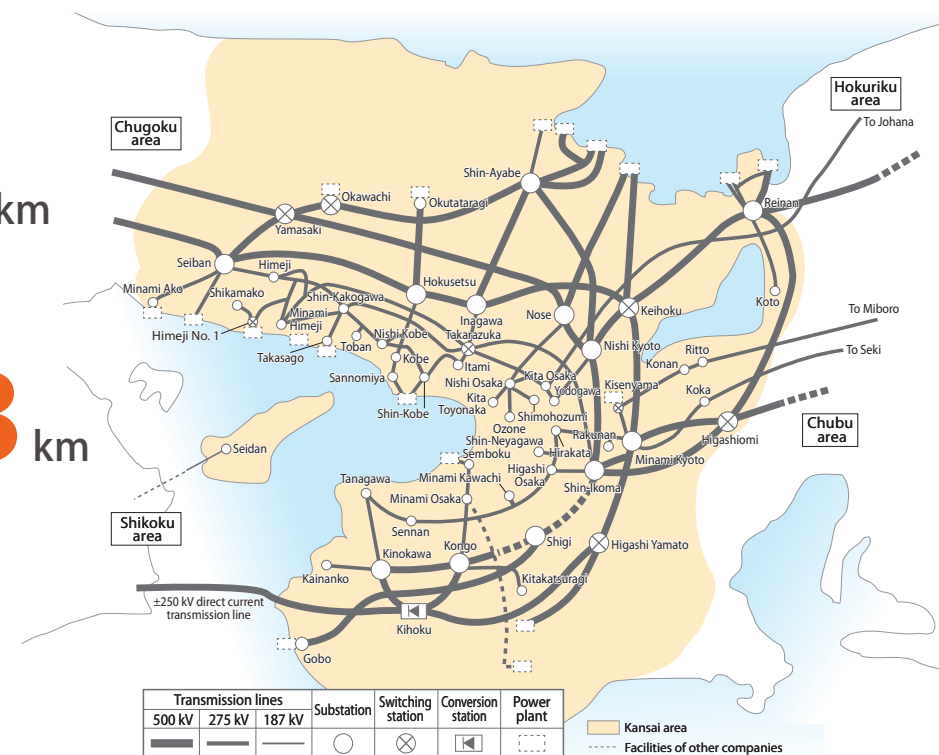 Hokuriku
area
To Johana
Chugoku
area
Shin-Ayabe
km
Okawachi
Okutataragi
Reinan
Yamasaki
Seiban
Himeji
Hokusetsu
Minami Ako
Shikamako
Shin-Kakogawa
Koto
Minami
Himeji
Inagawa
Nose
Keihoku
To Miboro
Himeji No. 1
Nishi Kobe
Takarazuka
Takasago
Toban
Nishi Kyoto
Ritto
To Seki
Kobe
Itami
Konan
Sannomiya
Nishi Osaka
Kita Osaka
Kisenyama
Koka
Yodogawa
Kita
Toyonaka
Shin-Kobe
Shimohozumi
Ozone
Rakunan
Chubu
area
3
km
Shin-Neyagawa
Hirakata
Higashiomi
Seidan
Semboku
Minami Kyoto
Tanagawa
Minami Kawachi
Higashi
Osaka
Shin-Ikoma
Minami Osaka
Shikoku
area
Sennan
Kinokawa
Kongo
Shigi
Higashi Yamato
Kainanko
Kitakatsuragi
±250 kV direct current
transmission line
Kihoku
Gobo
Transmission lines
500 kV 275 kV 187 kV
Substation
Switching
station
Conversion
station
Power
plant
Kansai area
Facilities of other companies